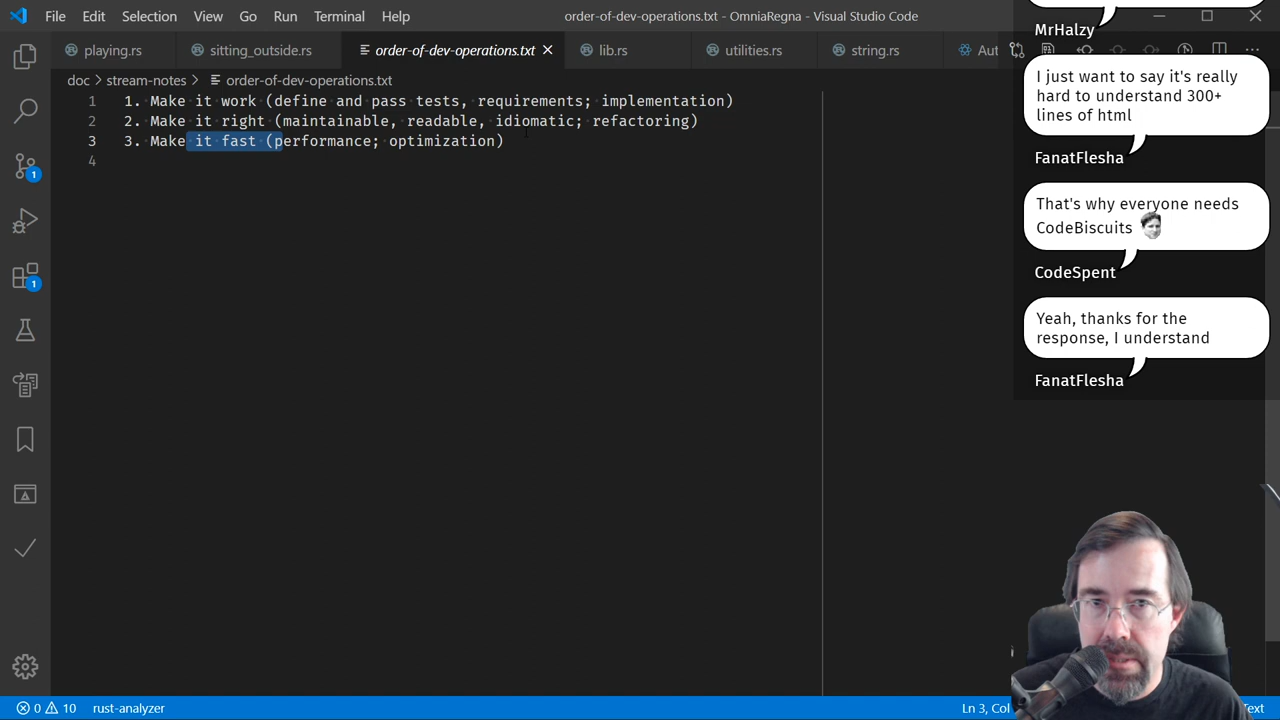 File Edit Selection View Go Run Terminal Help
order-of-dev-operations.txt - OmniaRegna - Visual Studio Code
playing.rs
sitting_outside.rs
order-of-dev-operations.txt
lib.rs
utilities.rs
string.rs
Aut
doc > stream-notes > order-of-dev-operations.txt
1 1. Make it work (define and pass tests, requirements; implementation)
2 2. Make it right (maintainable, readable, idiomatic; refactoring)
3 3. Make it fast (performance; optimization)
4
MrHalzy
I just want to say it's really
hard to understand 300+
lines of html
FanatFlesha
That's why everyone needs
CodeBiscuits
CodeSpent
Yeah, thanks for the
response, I understand
FanatFlesha
1
1
0 10 rust-analyzer
Ln 3, Col
Text